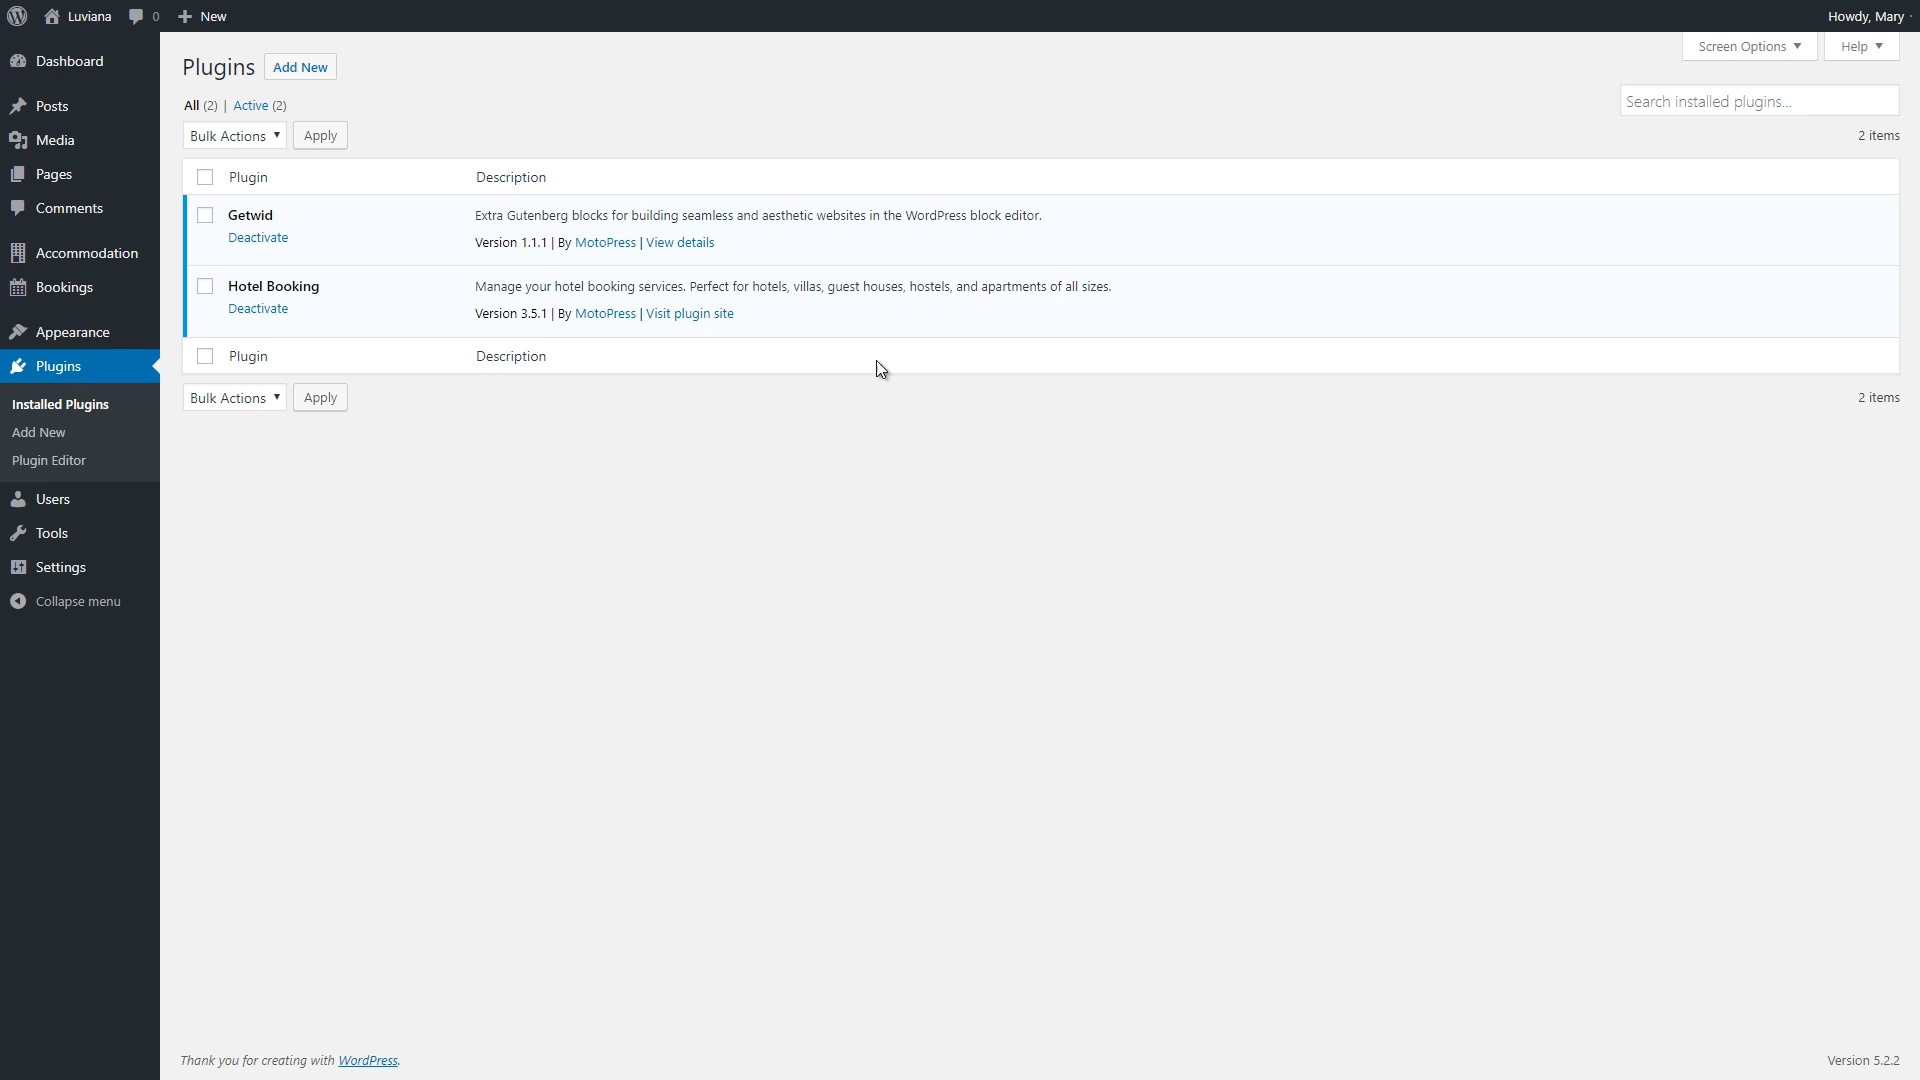 Luviana 0 New Howdy, Mary
Screen Options Help
Dashboard
Posts
Media
Pages
Comments
Accommodation
Bookings
Appearance
Plugins
Installed Plugins
Add New
Plugin Editor
Users
Tools
Settings
Collapse menu
Plugins Add New
All (2) | Active (2)
Search installed plugins...
Bulk Actions Apply 2 items
Plugin Description
Getwid Extra Gutenberg blocks for building seamless and aesthetic websites in the WordPress block editor.
Deactivate Version 1.1.1 | By MotoPress | View details
Hotel Booking Manage your hotel booking services. Perfect for hotels, villas, guest houses, hostels, and apartments of all sizes.
Deactivate Version 3.5.1 | By MotoPress | Visit plugin site
Plugin Description
Bulk Actions Apply 2 items
Thank you for creating with WordPress. Version 5.2.2